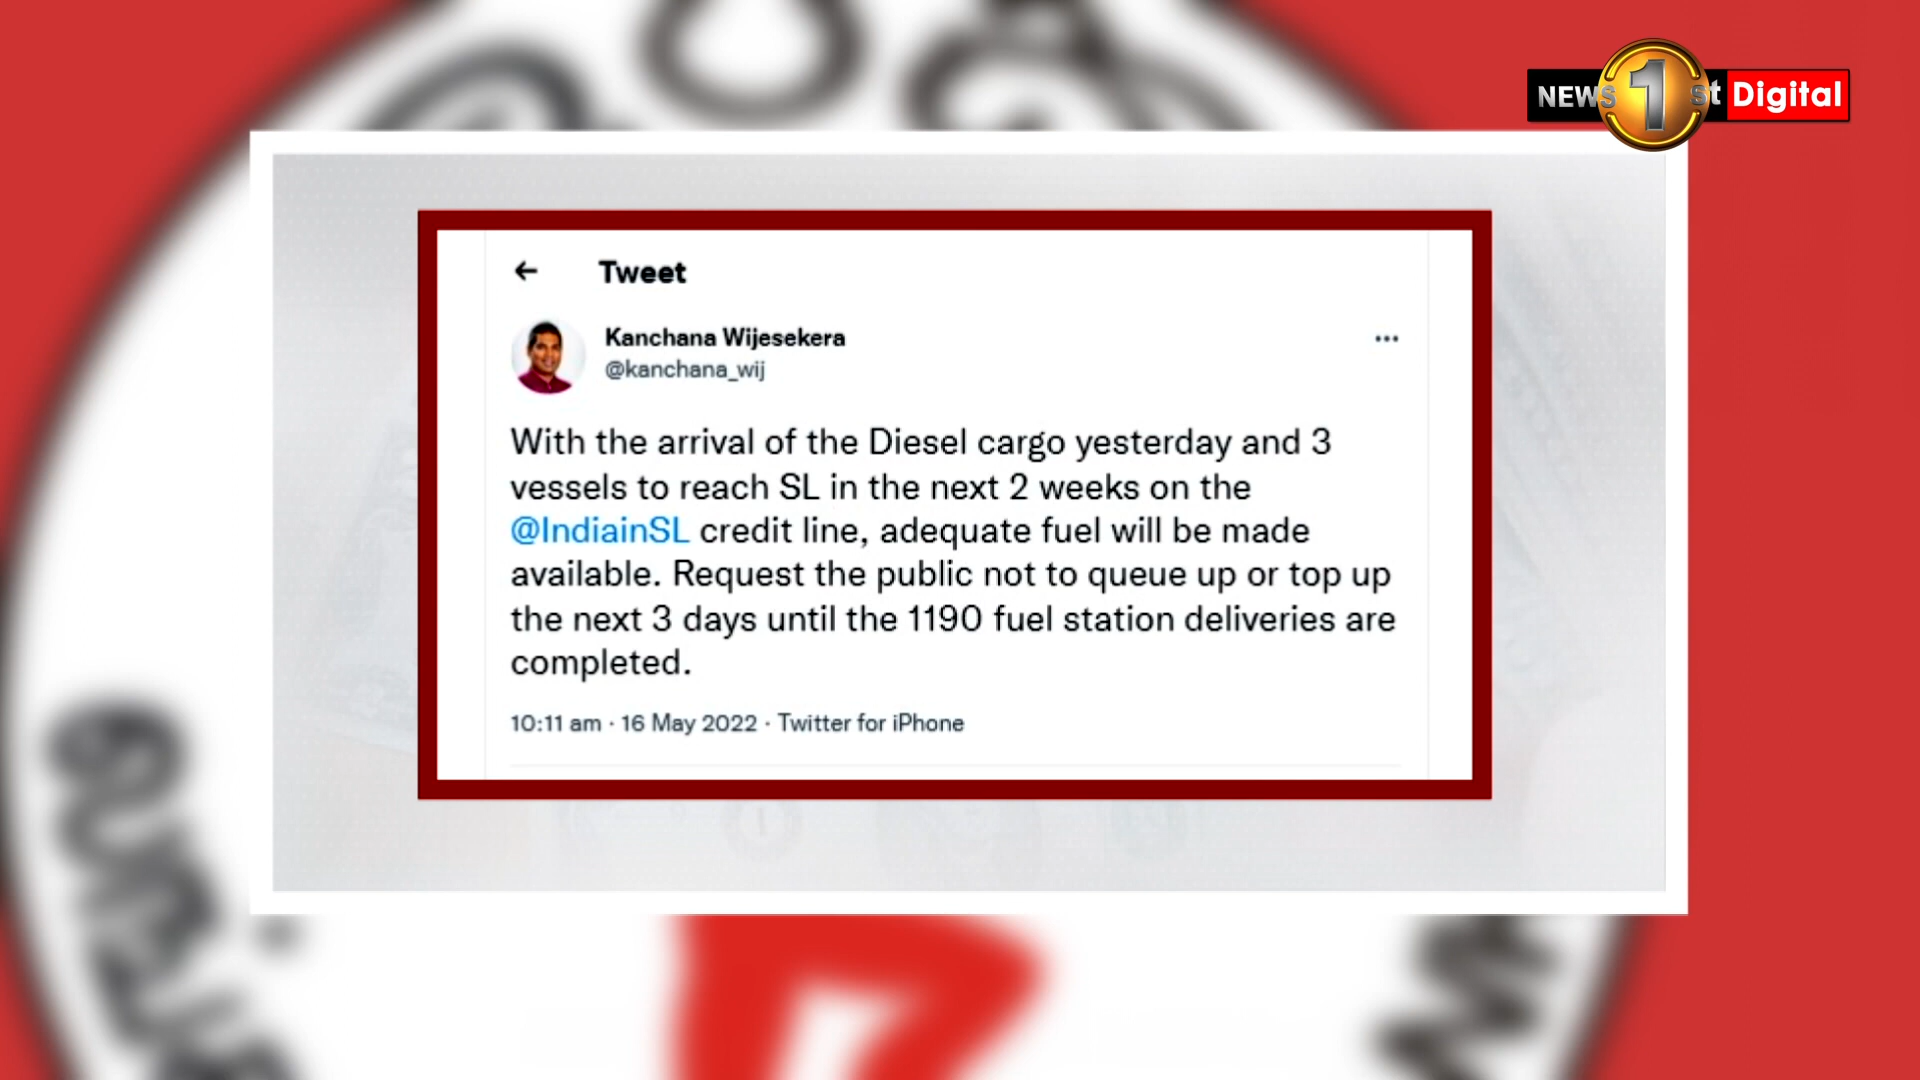 NEWS 1st Digital
Tweet
Kanchana Wijesekera
@kanchana_wij
With the arrival of the Diesel cargo yesterday and 3
vessels to reach SL in the next 2 weeks on the
@IndiainSL credit line, adequate fuel will be made
available. Request the public not to queue up or top up
the next 3 days until the 1190 fuel station deliveries are
completed.
10:11 am · 16 May 2022 · Twitter for iPhone